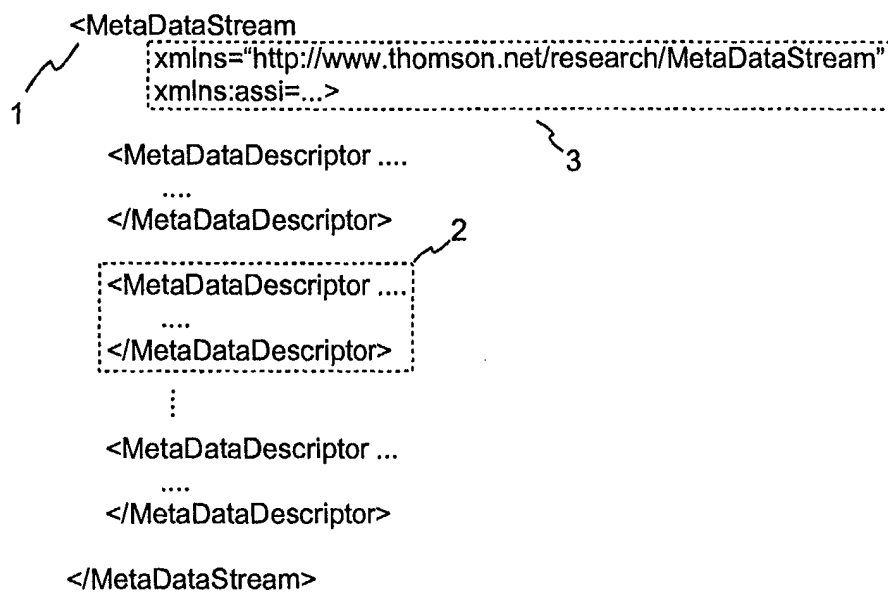 <MetaDataStream
xmlns="http://www.thomson.net/research/MetaDataStream"
xmlns:assi=...>
1
3
<MetaDataDescriptor ....
....
</MetaDataDescriptor>
2
<MetaDataDescriptor ....
....
</MetaDataDescriptor>
<MetaDataDescriptor ...
....
</MetaDataDescriptor>
</MetaDataStream>